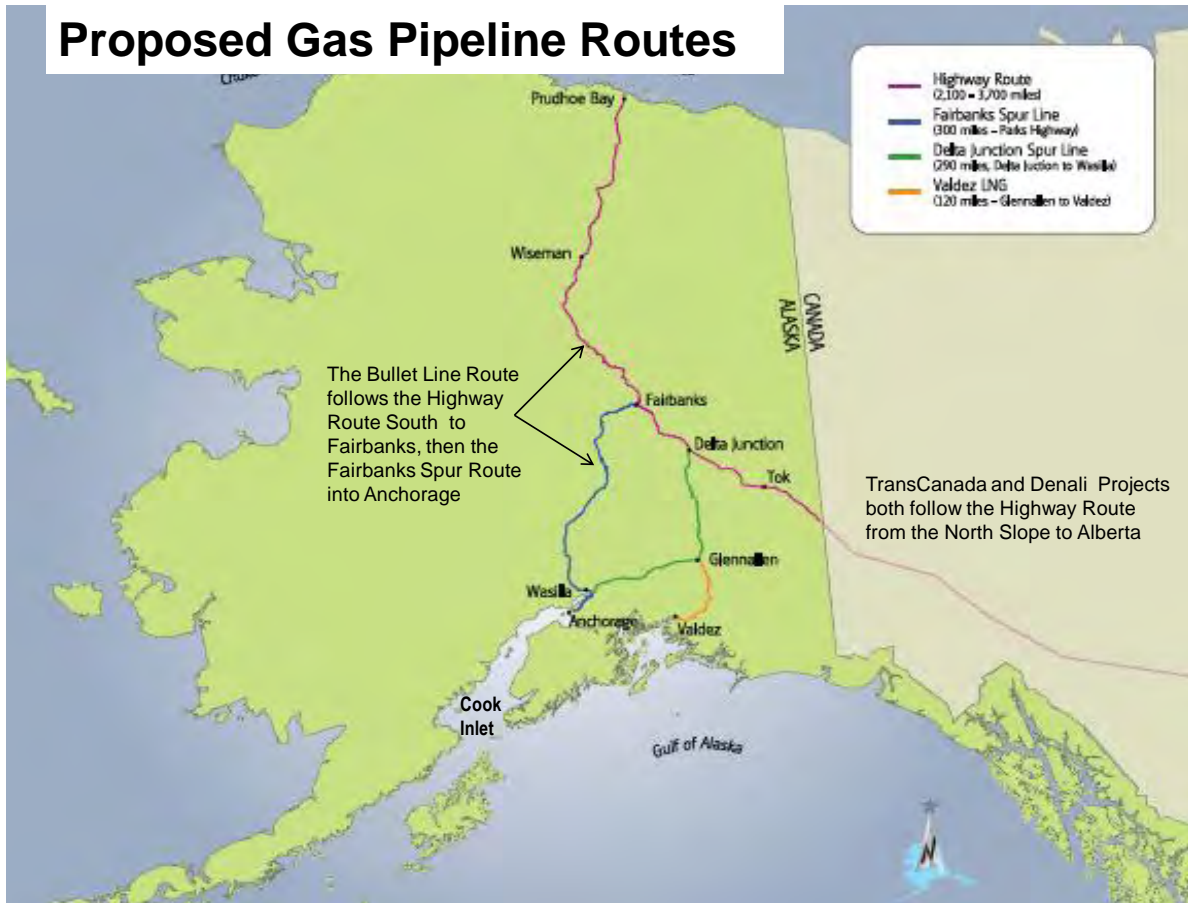 Proposed Gas Pipeline Routes
Prudhoe Bay
Highway Route
(2,100 – 3,700 miles)
Fairbanks Spur Line
(300 miles – Parks Highway)
Delta Junction Spur Line
(290 miles, Delta Juction to Wasilla)
Valdez LNG
(120 miles – Glennallen to Valdez)
Wiseman
ALASKA
CANADA
The Bullet Line Route
follows the Highway
Route South to
Fairbanks, then the
Fairbanks Spur Route
into Anchorage
Fairbanks
Delta Junction
Tok
TransCanada and Denali Projects
both follow the Highway Route
from the North Slope to Alberta
Glennallen
Wasilla
Anchorage
Valdez
Cook
Inlet
Gulf of Alaska
N